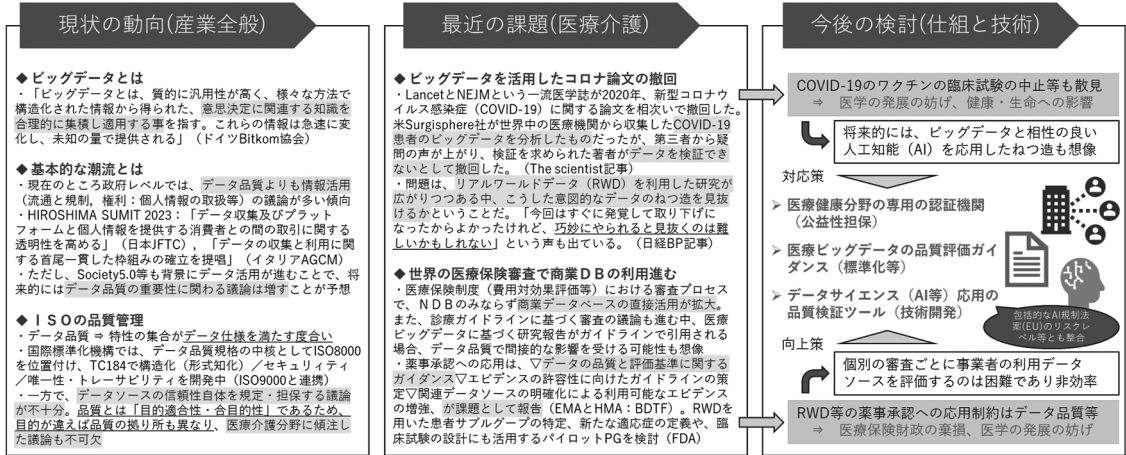 現状の動向(産業全般)
◆ビッグデータとは
・「ビッグデータとは、質的に汎用性が高く、様々な方法で
構造化された情報から得られた、意思決定に関連する知識を
合理的に集積し適用する事を指す。これらの情報は急速に変
化し、未知の量で提供される」（ドイツBitkom協会）
◆基本的な潮流とは
・現在のところ政府レベルでは、データ品質よりも情報活用
（流通と規制，権利：個人情報の取扱等）の議論が多い傾向
・HIROSHIMA SUMIT 2023：「データ収集及びプラット
フォームと個人情報を提供する消費者との間の取引に関する
透明性を高める」（日本JFTC），「データの収集と利用に関
する首尾一貫した枠組みの確立を提唱」（イタリアAGCM）
・ただし、Society5.0等も背景にデータ活用が進むことで、将
来的にはデータ品質の重要性に関わる議論は増すことが予想
◆ＩＳＯの品質管理
・データ品質 ⇒ 特性の集合がデータ仕様を満たす度合い
・国際標準化機構では、データ品質規格の中核としてISO8000
を位置付け、TC184で構造化（形式知化）／セキュリティ
／唯一性・トレーサビリティを開発中（ISO9000と連携）
・一方で、データソースの信頼性自体を規定・担保する議論
が不十分。品質とは「目的適合性・合目的性」であるため、
目的が違えば品質の拠り所も異なり、医療介護分野に傾注し
た議論も不可欠
最近の課題(医療介護)
◆ビッグデータを活用したコロナ論文の撤回
・LancetとNEJMという一流医学誌が2020年、新型コロナウ
イルス感染症（COVID-19）に関する論文を相次いで撤回した。
米Surgisphere社が世界中の医療機関から収集したCOVID-19
患者のビッグデータを分析したものだったが、第三者から疑
問の声が上がり、検証を求められた著者がデータを検証でき
ないとして撤回した。（The scientist記事）
・問題は、リアルワールドデータ（RWD）を利用した研究が
広がりつつある中、こうした意図的なデータのねつ造を見抜
けるかということだ。「今回はすぐに発覚して取り下げに
なったからよかったけれど、巧妙にやられると見抜くのは難
しいかもしれない」という声も出ている。（日経BP記事）
◆世界の医療保険審査で商業ＤＢの利用進む
・医療保険制度（費用対効果評価等）における審査プロセス
で、ＮＤＢのみならず商業データベースの直接活用が拡大。
また、診療ガイドラインに基づく審査の議論も進む中、医療
ビッグデータに基づく研究報告がガイドラインで引用される
場合、データ品質で間接的な影響を受ける可能性も想像
・薬事承認への応用は、▽データの品質と評価基準に関する
ガイダンス▽エビデンスの許容性に向けたガイドラインの策
定▽関連データソースの明確化による利用可能なエビデンス
の増強、が課題として報告（EMAとHMA：BDTF）。RWDを
用いた患者サブルグープの特定、新たな適応症の定義や、臨
床試験の設計にも活用するパイロットPGを検討（FDA）
今後の検討(仕組と技術)
COVID-19のワクチンの臨床試験の中止等も散見
⇒ 医学の発展の妨げ、健康・生命への影響
将来的には、ビッグデータと相性の良い
人工知能（AI）を応用したねつ造も想像
対応策
➢ 医療健康分野の専用の認証機関
（公益性担保）
➢ 医療ビッグデータの品質評価ガイ
ダンス（標準化等）
➢ データサイエンス（AI等）応用の
品質検証ツール（技術開発）
包括的なAI規制法
案(EU)のリスクレ
ベル等とも整合
向上策
個別の審査ごとに事業者の利用データ
ソースを評価するのは困難であり非効率
RWD等の薬事承認への応用制約はデータ品質等
⇒ 医療保険財政の棄損、医学の発展の妨げ